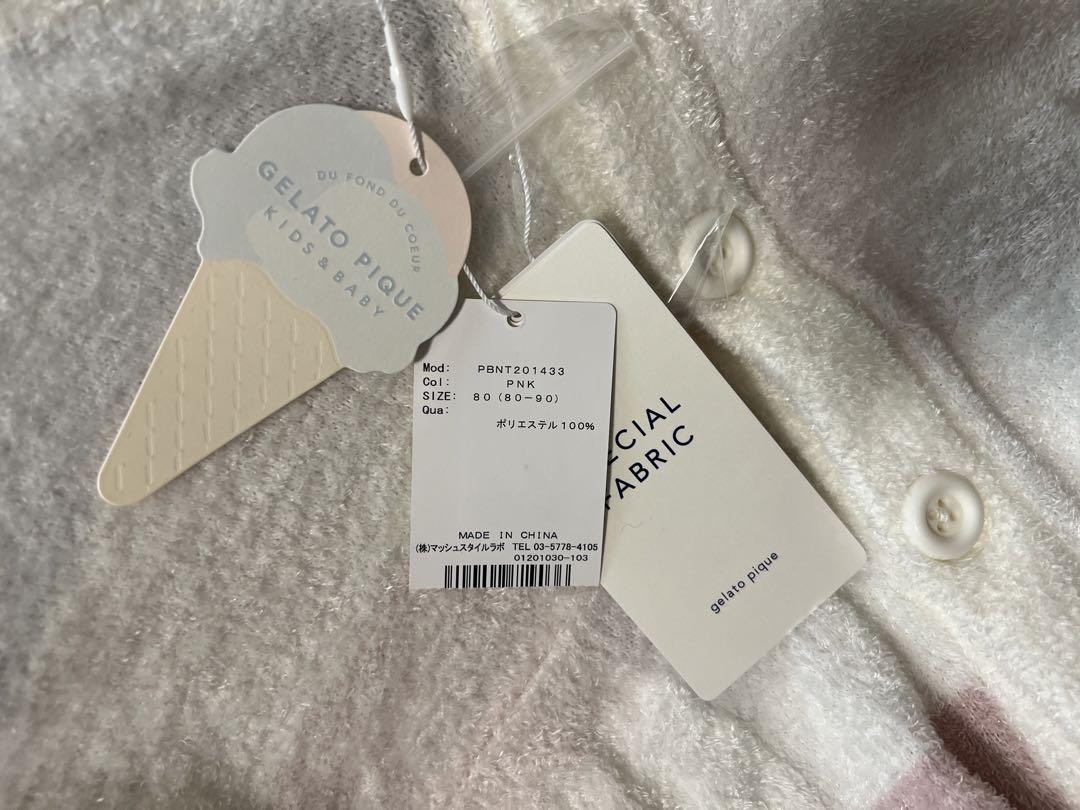 DU FOND DU COEUR
GELATO PIQUE
KIDS & BABY
Mod: PBNT201433
Col: PNK
SIZE: 80 (80-90)
Qua:
ポリエステル100%
MADE IN CHINA
(株)マッシュスタイルラボ TEL 03-5778-4105
01201030-103
ECIAL
FABRIC
gelato pique